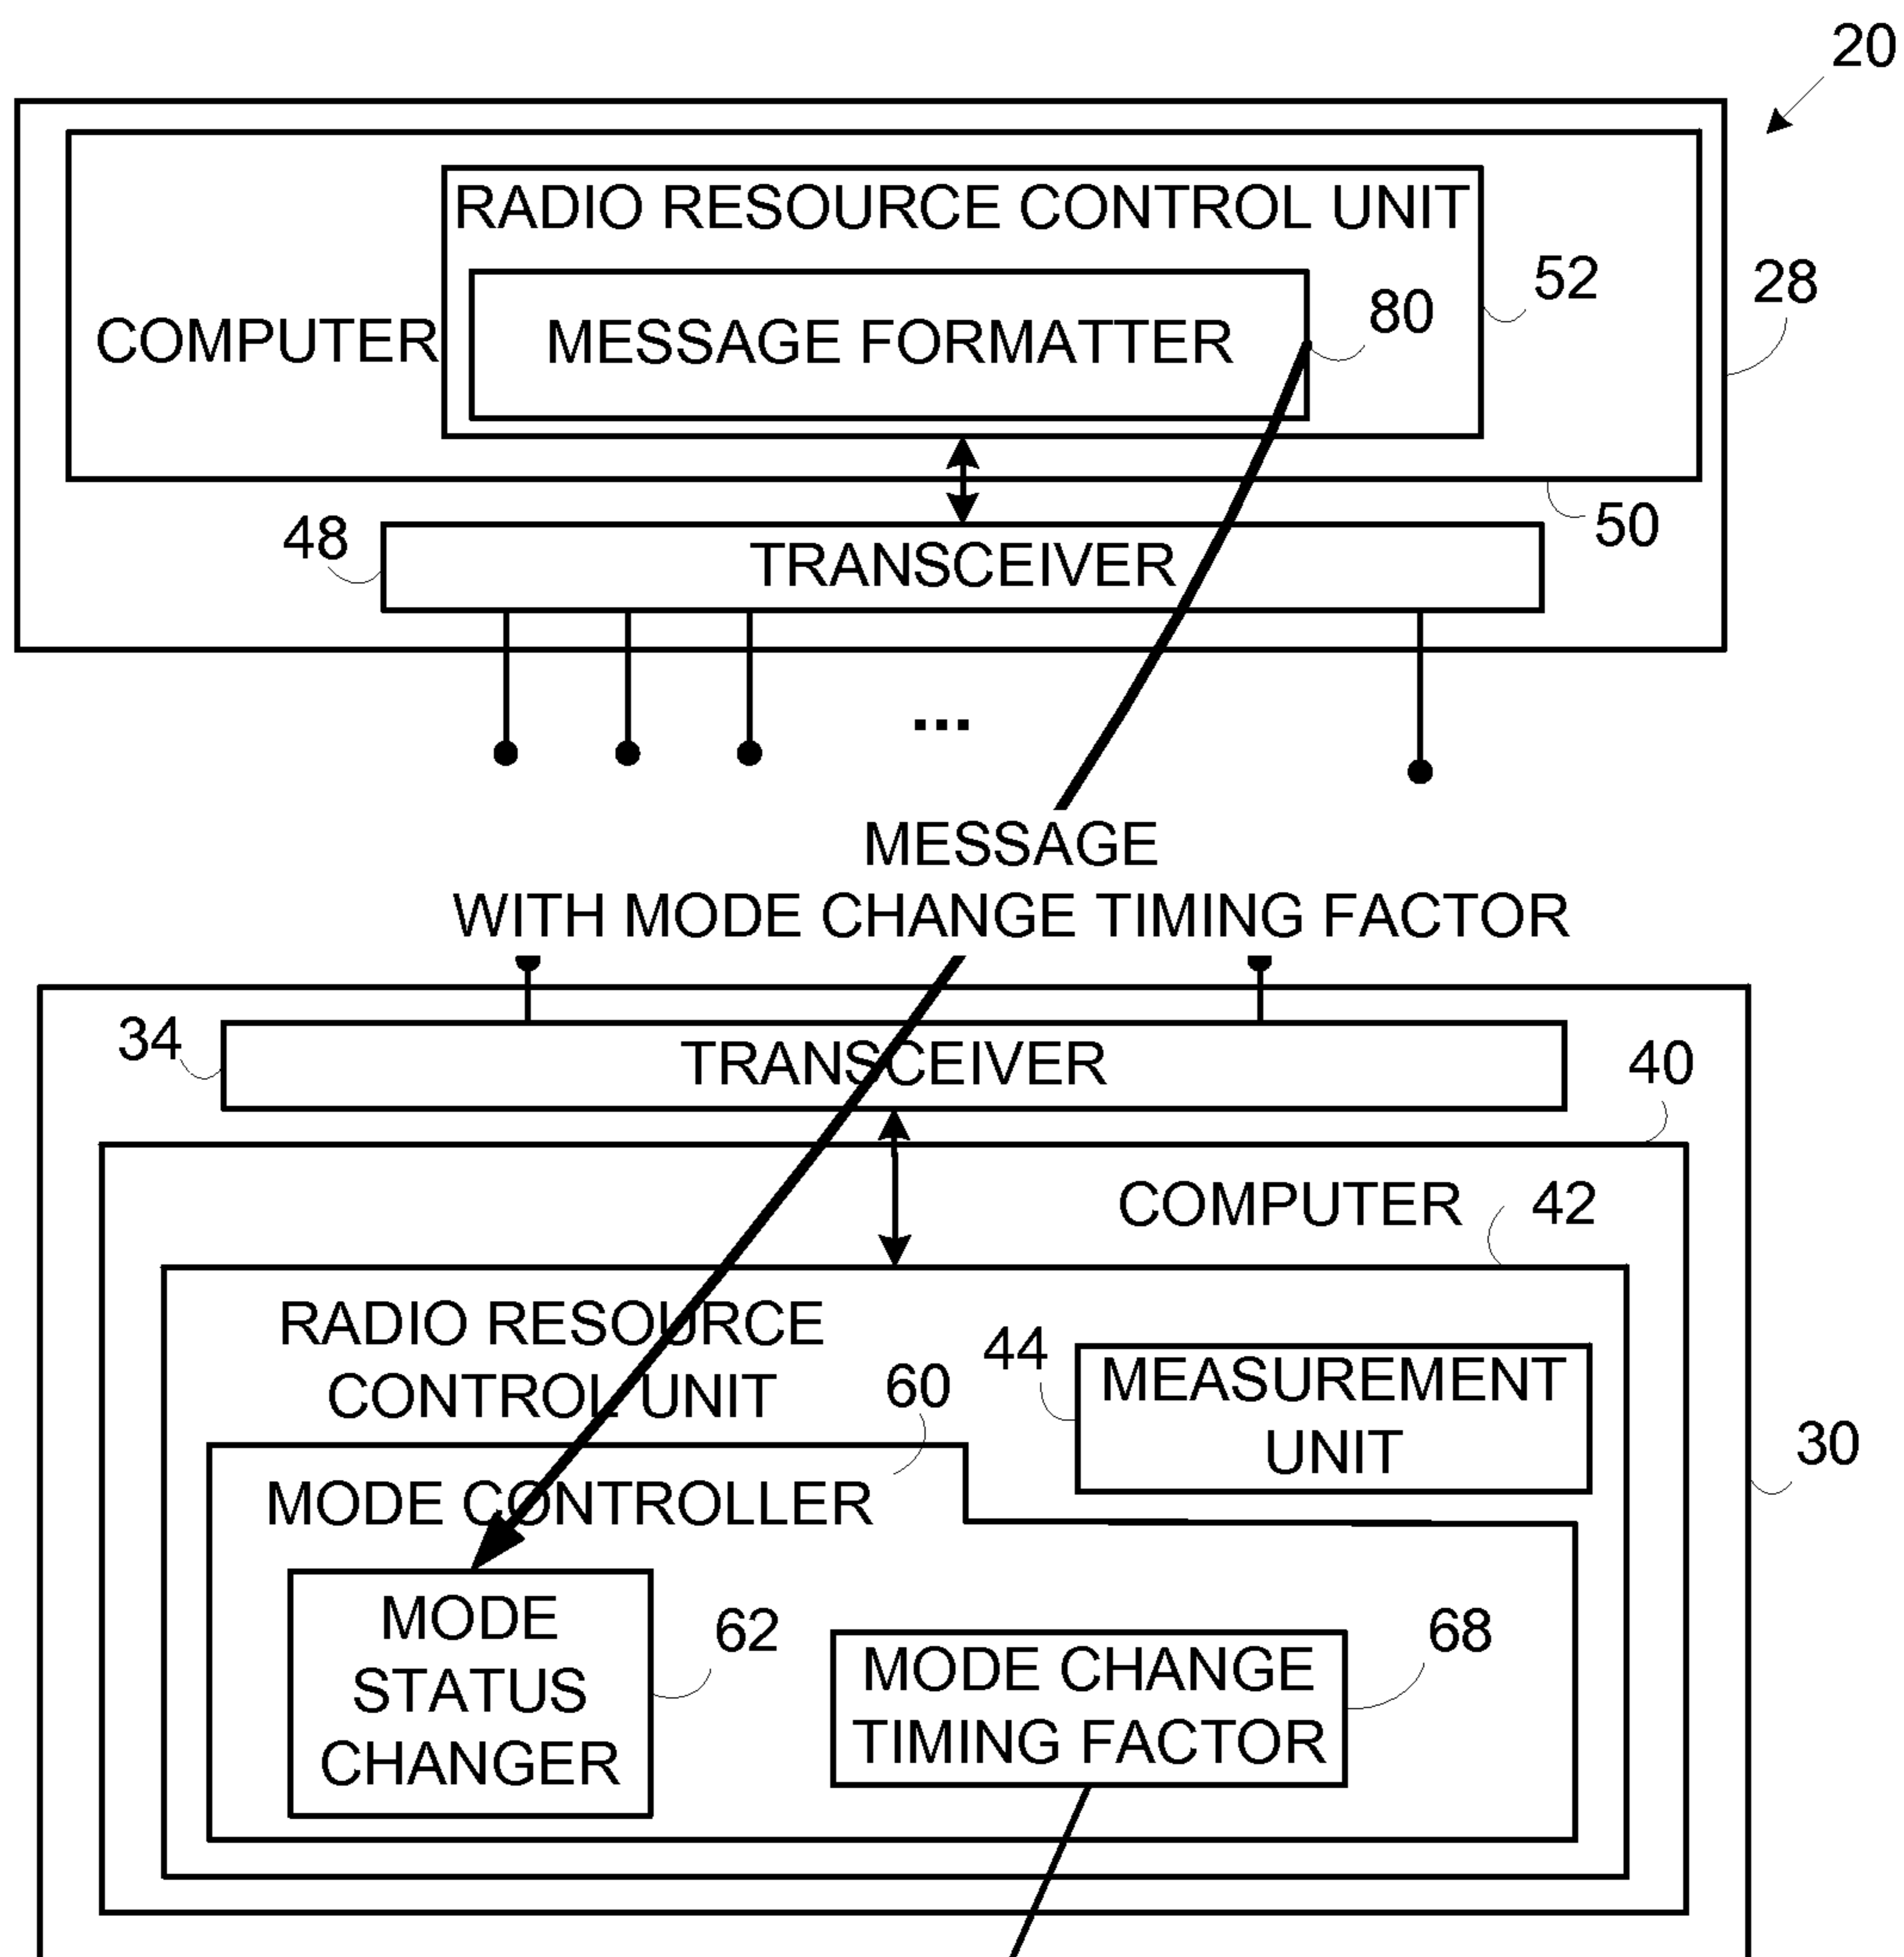 20
RADIO RESOURCE CONTROL UNIT
52
28
80
COMPUTER
MESSAGE FORMATTER
50
48
TRANSCEIVER
...
MESSAGE
WITH MODE CHANGE TIMING FACTOR
34
TRANSCEIVER
40
COMPUTER
42
RADIO RESOURCE
CONTROL UNIT
44
MEASUREMENT
UNIT
60
30
MODE CONTROLLER
MODE
STATUS
CHANGER
62
68
MODE CHANGE
TIMING FACTOR